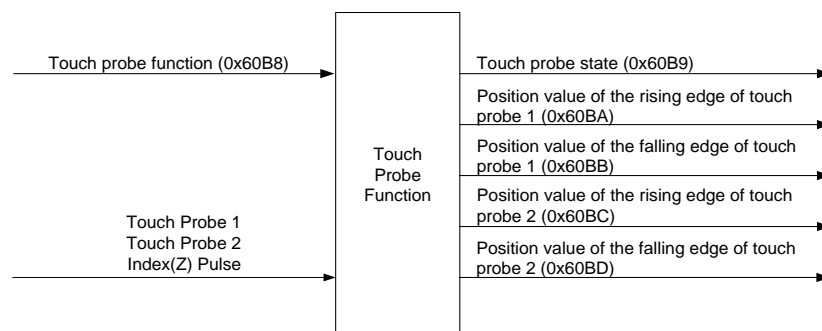 Touch probe function (0x60B8)
Touch Probe 1
Touch Probe 2
Index(Z) Pulse
Touch
Probe
Function
Touch probe state (0x60B9)
Position value of the rising edge of touch
probe 1 (0x60BA)
Position value of the falling edge of touch
probe 1 (0x60BB)
Position value of the rising edge of touch
probe 2 (0x60BC)
Position value of the falling edge of touch
probe 2 (0x60BD)